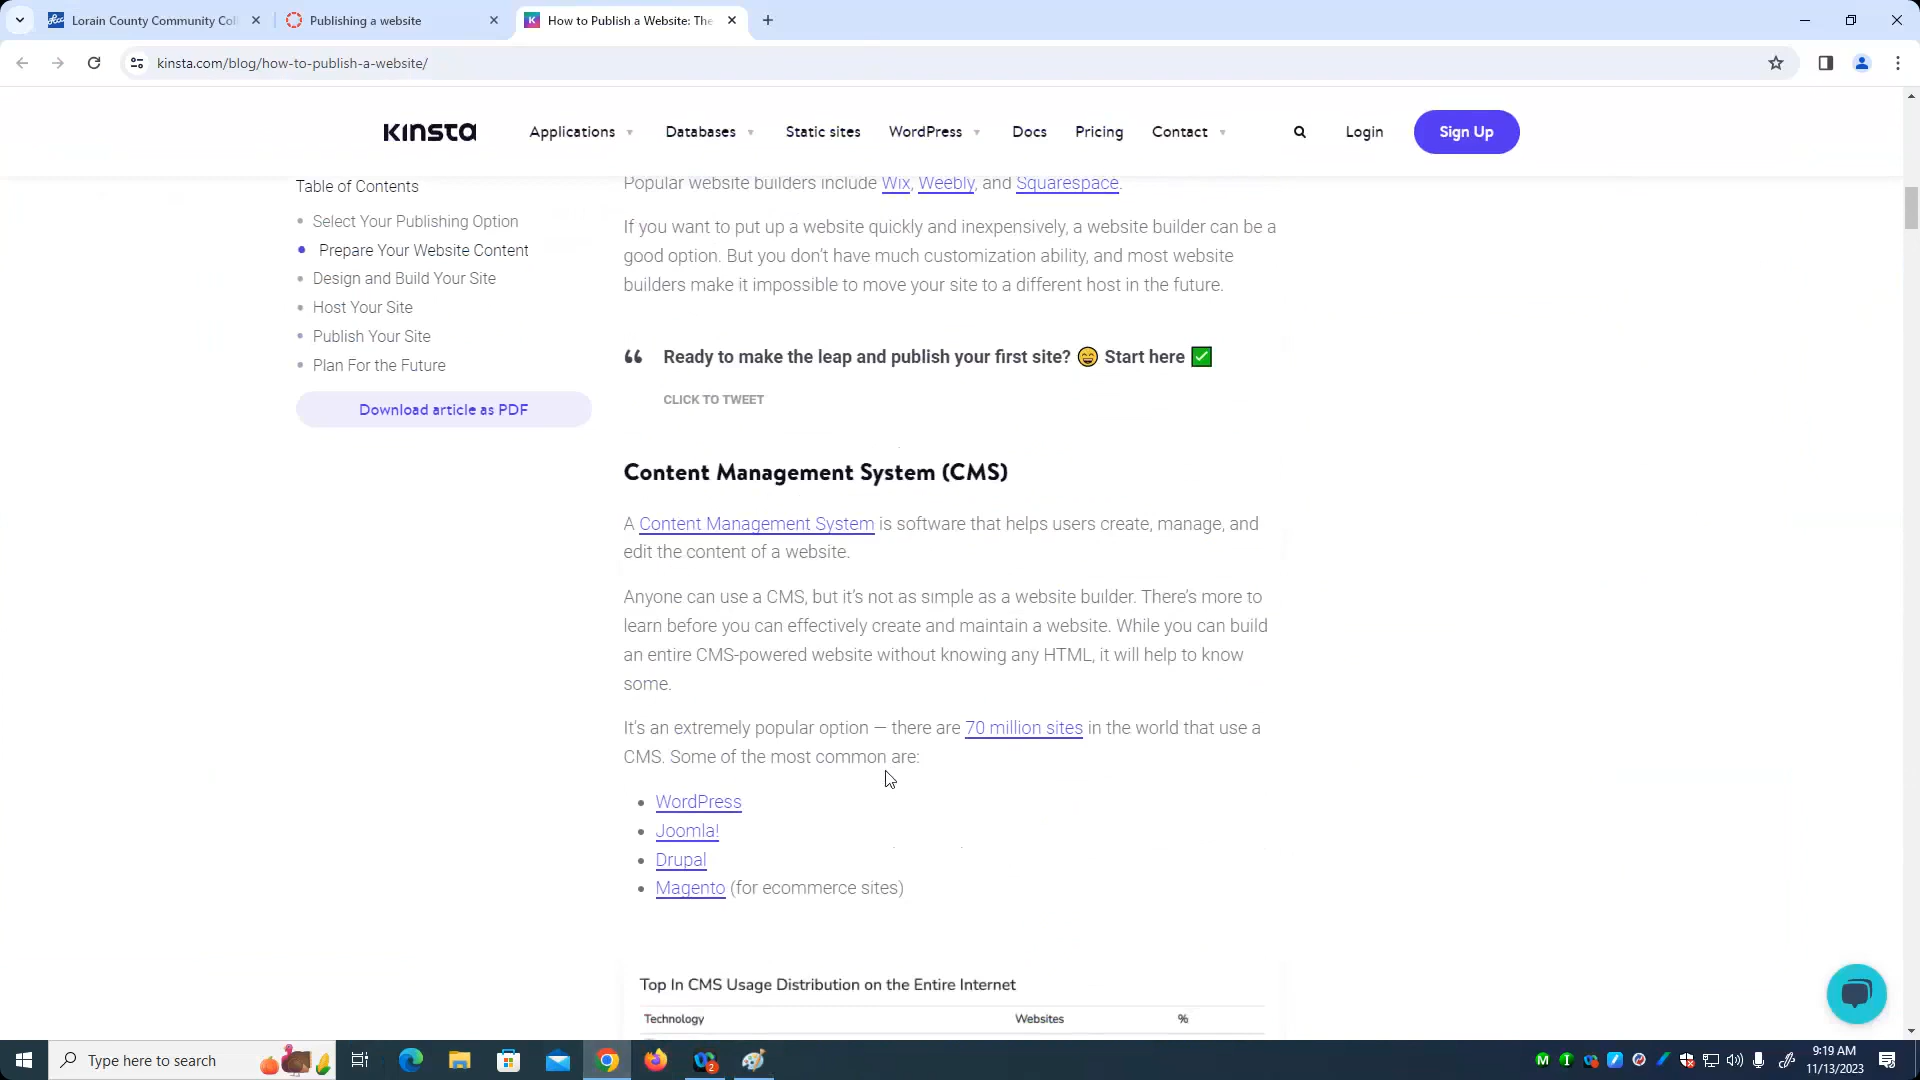 Lorain County Community Col
Publishing a website
How to Publish a Website: The
kinsta.com/blog/how-to-publish-a-website/
KINSTA
Applications
Databases
Static sites
WordPress
Docs
Pricing
Contact
Login
Sign Up
Table of Contents
Select Your Publishing Option
Prepare Your Website Content
Design and Build Your Site
Host Your Site
Publish Your Site
Plan For the Future
Download article as PDF
Popular website builders include Wix, Weebly, and Squarespace.
If you want to put up a website quickly and inexpensively, a website builder can be a
good option. But you don’t have much customization ability, and most website
builders make it impossible to move your site to a different host in the future.
“ Ready to make the leap and publish your first site? 😄 Start here ✅
CLICK TO TWEET
Content Management System (CMS)
A Content Management System is software that helps users create, manage, and
edit the content of a website.
Anyone can use a CMS, but it’s not as simple as a website builder. There’s more to
learn before you can effectively create and maintain a website. While you can build
an entire CMS-powered website without knowing any HTML, it will help to know
some.
It’s an extremely popular option — there are 70 million sites in the world that use a
CMS. Some of the most common are:
• WordPress
• Joomla!
• Drupal
• Magento (for ecommerce sites)
Top In CMS Usage Distribution on the Entire Internet
Technology Websites %
Type here to search
2
9:19 AM
11/13/2023